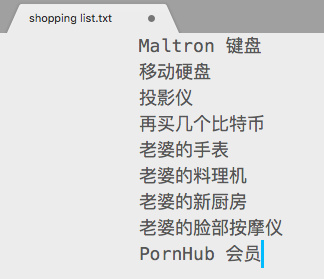 shopping list.txt
Maltron 键盘
移动硬盘
投影仪
再买几个比特币
老婆的手表
老婆的料理机
老婆的新厨房
老婆的脸部按摩仪
PornHub 会员